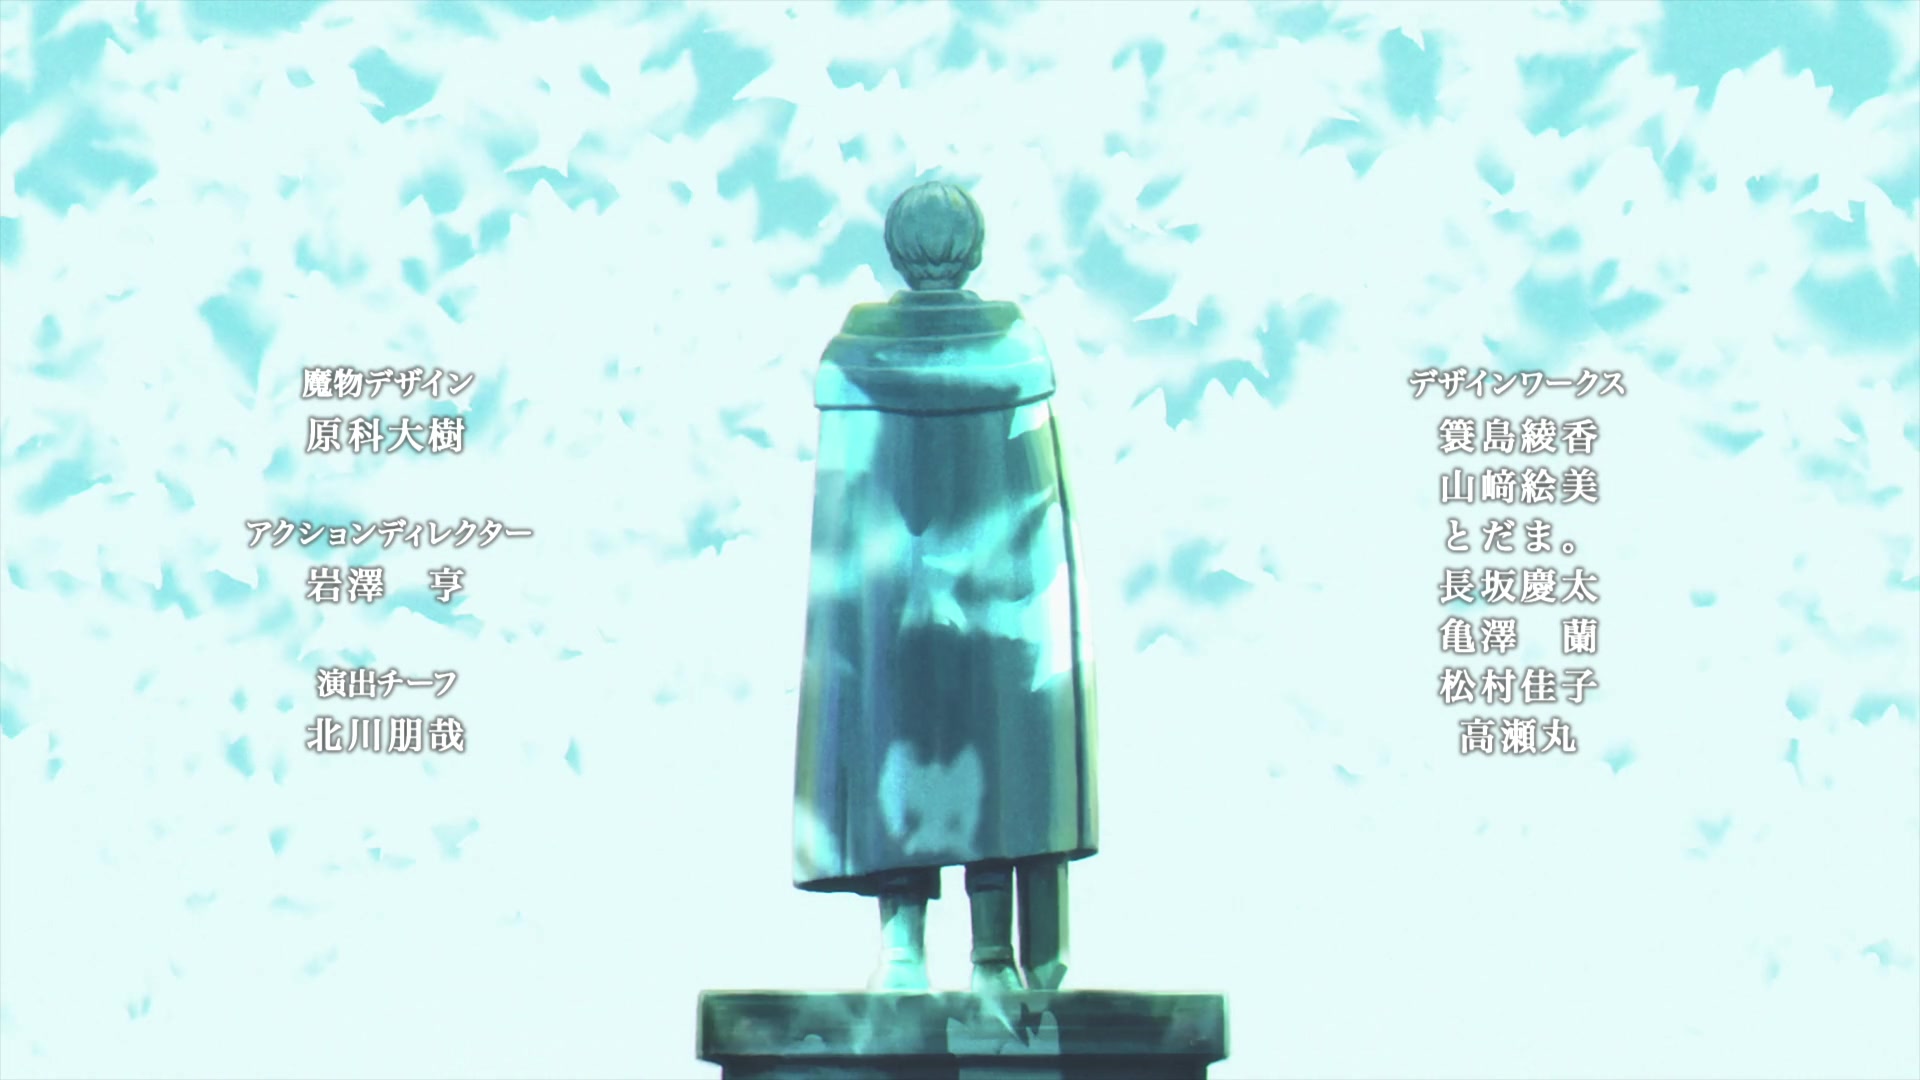 魔物デザイン
原科大樹
アクションディレクター
岩澤　亨
演出チーフ
北川朋哉
デザインワークス
簑島綾香
山﨑絵美
とだま。
長坂慶太
亀澤　蘭
松村佳子
高瀬丸